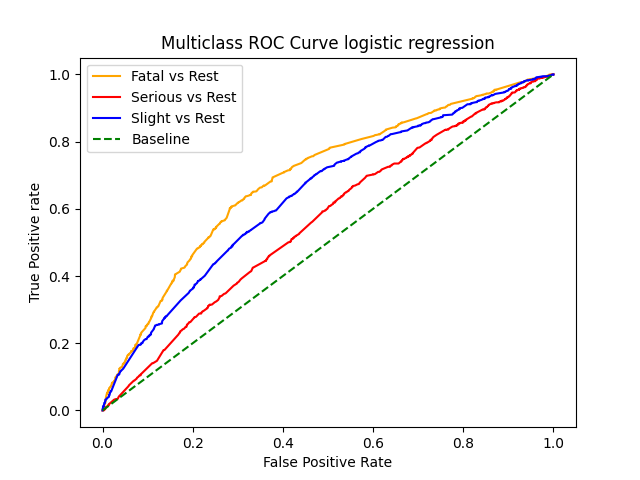 Multiclass ROC Curve logistic regression
Fatal vs Rest
Serious vs Rest
Slight vs Rest
Baseline
True Positive rate
1.0
0.8
0.6
0.4
0.2
0.0
0.0 0.2 0.4 0.6 0.8 1.0
False Positive Rate